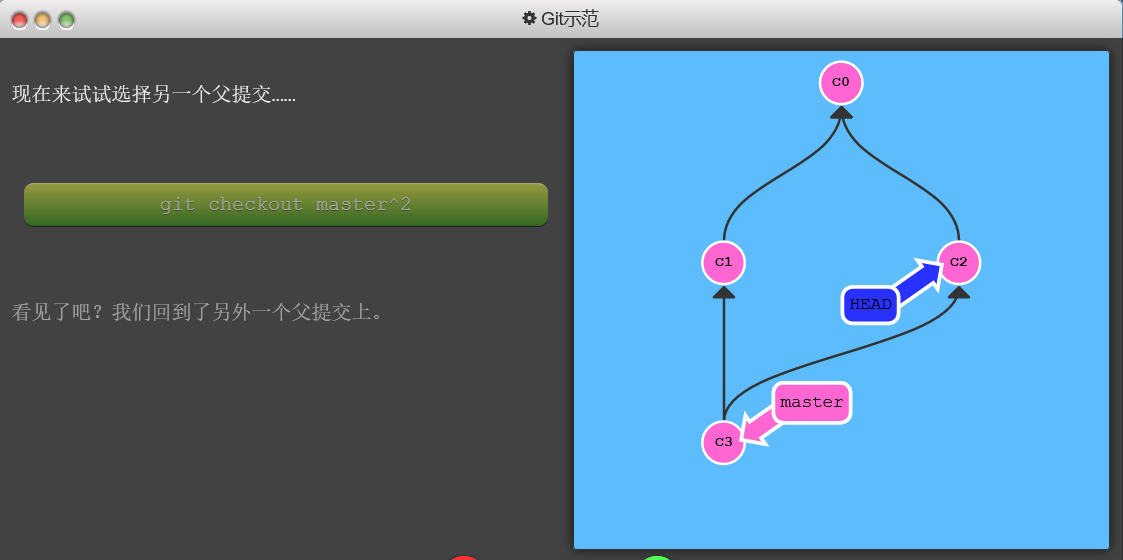 Git示范
现在来试试选择另一个父提交……
git checkout master^2
看见了吧？我们回到了另外一个父提交上。
C0
C1
C2
HEAD
master
C3